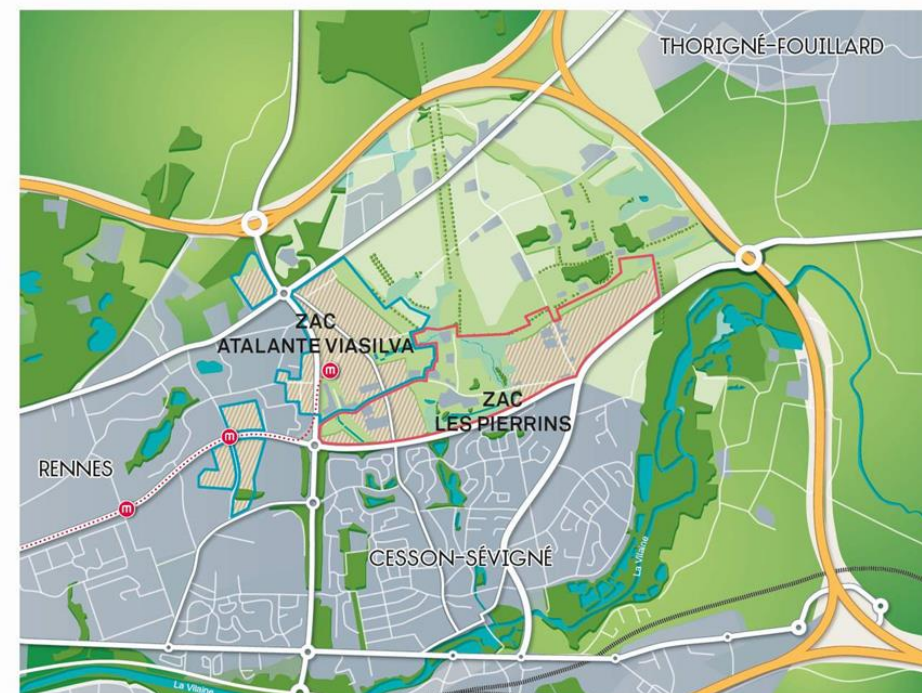 THORIGNÉ-FOUILLARD
ZAC
ATALANTE VIASILVA
m
ZAC
LES PIERRINS
m
RENNES
m
CESSON-SÉVIGNÉ
La Vilaine
La Vilaine